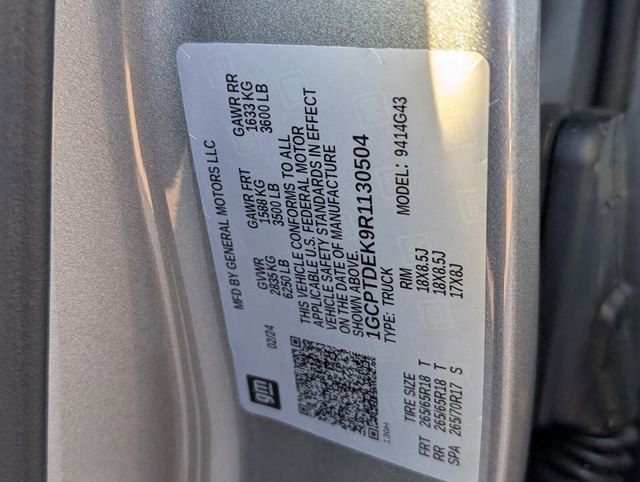 gm
02/24
MFD BY GENERAL MOTORS LLC
GVWR GAWR FRT GAWR RR
2835 KG 1588 KG 1633 KG
6250 LB 3500 LB 3600 LB
THIS VEHICLE CONFORMS TO ALL
APPLICABLE U.S. FEDERAL MOTOR
VEHICLE SAFETY STANDARDS IN EFFECT
ON THE DATE OF MANUFACTURE
SHOWN ABOVE.
1GCPTDEK9R1130504
TYPE: TRUCK MODEL: 9414G43
130H
TIRE SIZE RIM
FRT 265/65R18 T 18X8.5J
RR 265/65R18 T 18X8.5J
SPA 265/70R17 S 17X8J